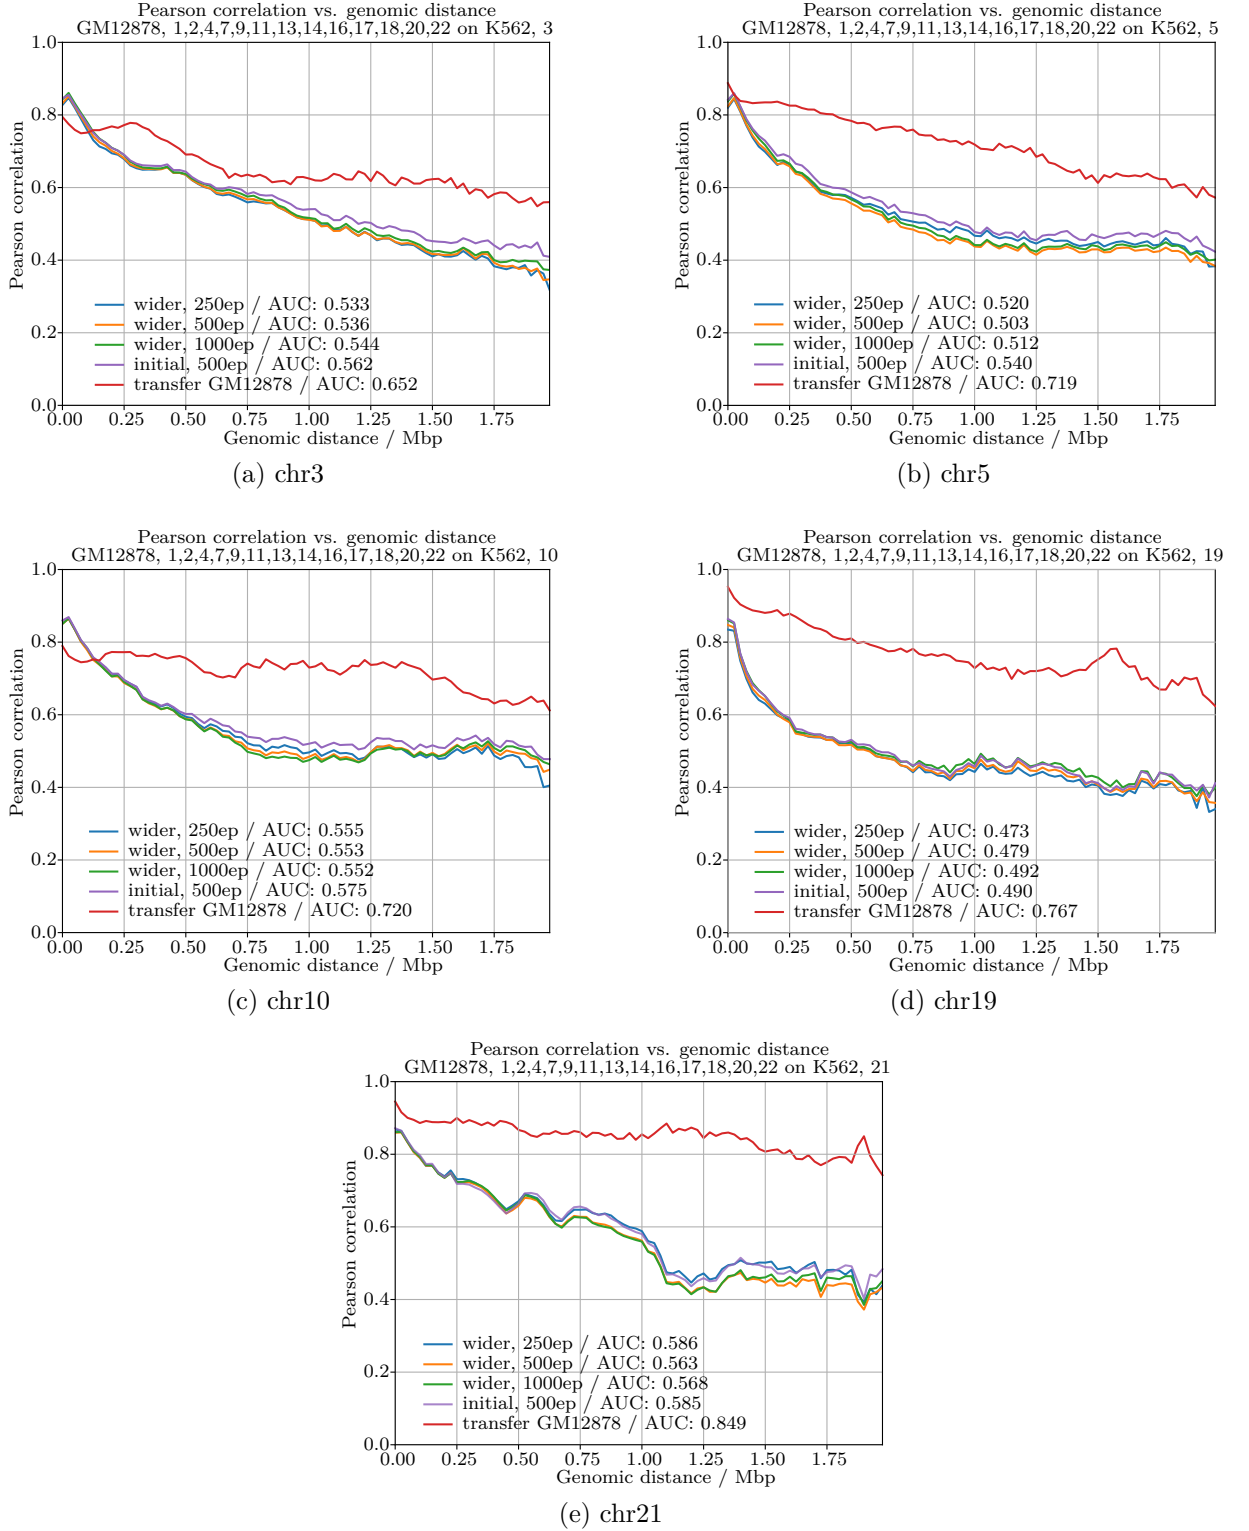 Pearson correlation vs. genomic distance
GM12878, 1,2,4,7,9,11,13,14,16,17,18,20,22 on K562, 3
1.0
0.8
0.6
0.4
0.2
0.0
Pearson correlation
wider, 250ep / AUC: 0.533
wider, 500ep / AUC: 0.536
wider, 1000ep / AUC: 0.544
initial, 500ep / AUC: 0.562
transfer GM12878 / AUC: 0.652
0.00 0.25 0.50 0.75 1.00 1.25 1.50 1.75
Genomic distance / Mbp
(a) chr3
Pearson correlation vs. genomic distance
GM12878, 1,2,4,7,9,11,13,14,16,17,18,20,22 on K562, 5
1.0
0.8
0.6
0.4
0.2
0.0
Pearson correlation
wider, 250ep / AUC: 0.520
wider, 500ep / AUC: 0.503
wider, 1000ep / AUC: 0.512
initial, 500ep / AUC: 0.540
transfer GM12878 / AUC: 0.719
0.00 0.25 0.50 0.75 1.00 1.25 1.50 1.75
Genomic distance / Mbp
(b) chr5
Pearson correlation vs. genomic distance
GM12878, 1,2,4,7,9,11,13,14,16,17,18,20,22 on K562, 10
1.0
0.8
0.6
0.4
0.2
0.0
Pearson correlation
wider, 250ep / AUC: 0.555
wider, 500ep / AUC: 0.553
wider, 1000ep / AUC: 0.552
initial, 500ep / AUC: 0.575
transfer GM12878 / AUC: 0.720
0.00 0.25 0.50 0.75 1.00 1.25 1.50 1.75
Genomic distance / Mbp
(c) chr10
Pearson correlation vs. genomic distance
GM12878, 1,2,4,7,9,11,13,14,16,17,18,20,22 on K562, 19
1.0
0.8
0.6
0.4
0.2
0.0
Pearson correlation
wider, 250ep / AUC: 0.473
wider, 500ep / AUC: 0.479
wider, 1000ep / AUC: 0.492
initial, 500ep / AUC: 0.490
transfer GM12878 / AUC: 0.767
0.00 0.25 0.50 0.75 1.00 1.25 1.50 1.75
Genomic distance / Mbp
(d) chr19
Pearson correlation vs. genomic distance
GM12878, 1,2,4,7,9,11,13,14,16,17,18,20,22 on K562, 21
1.0
0.8
0.6
0.4
0.2
0.0
Pearson correlation
wider, 250ep / AUC: 0.586
wider, 500ep / AUC: 0.563
wider, 1000ep / AUC: 0.568
initial, 500ep / AUC: 0.585
transfer GM12878 / AUC: 0.849
0.00 0.25 0.50 0.75 1.00 1.25 1.50 1.75
Genomic distance / Mbp
(e) chr21